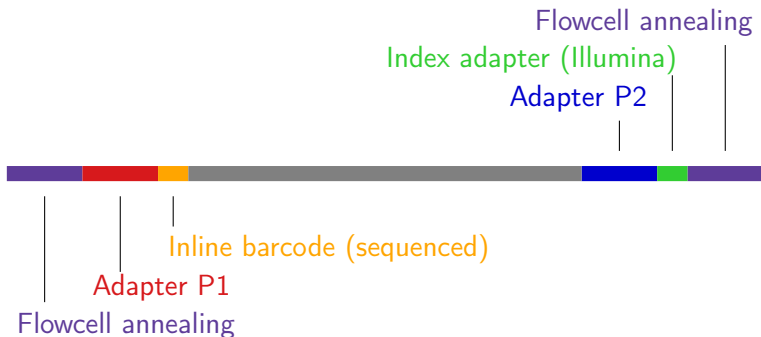 Flowcell annealing
Index adapter (Illumina)
Adapter P2
Inline barcode (sequenced)
Adapter P1
Flowcell annealing